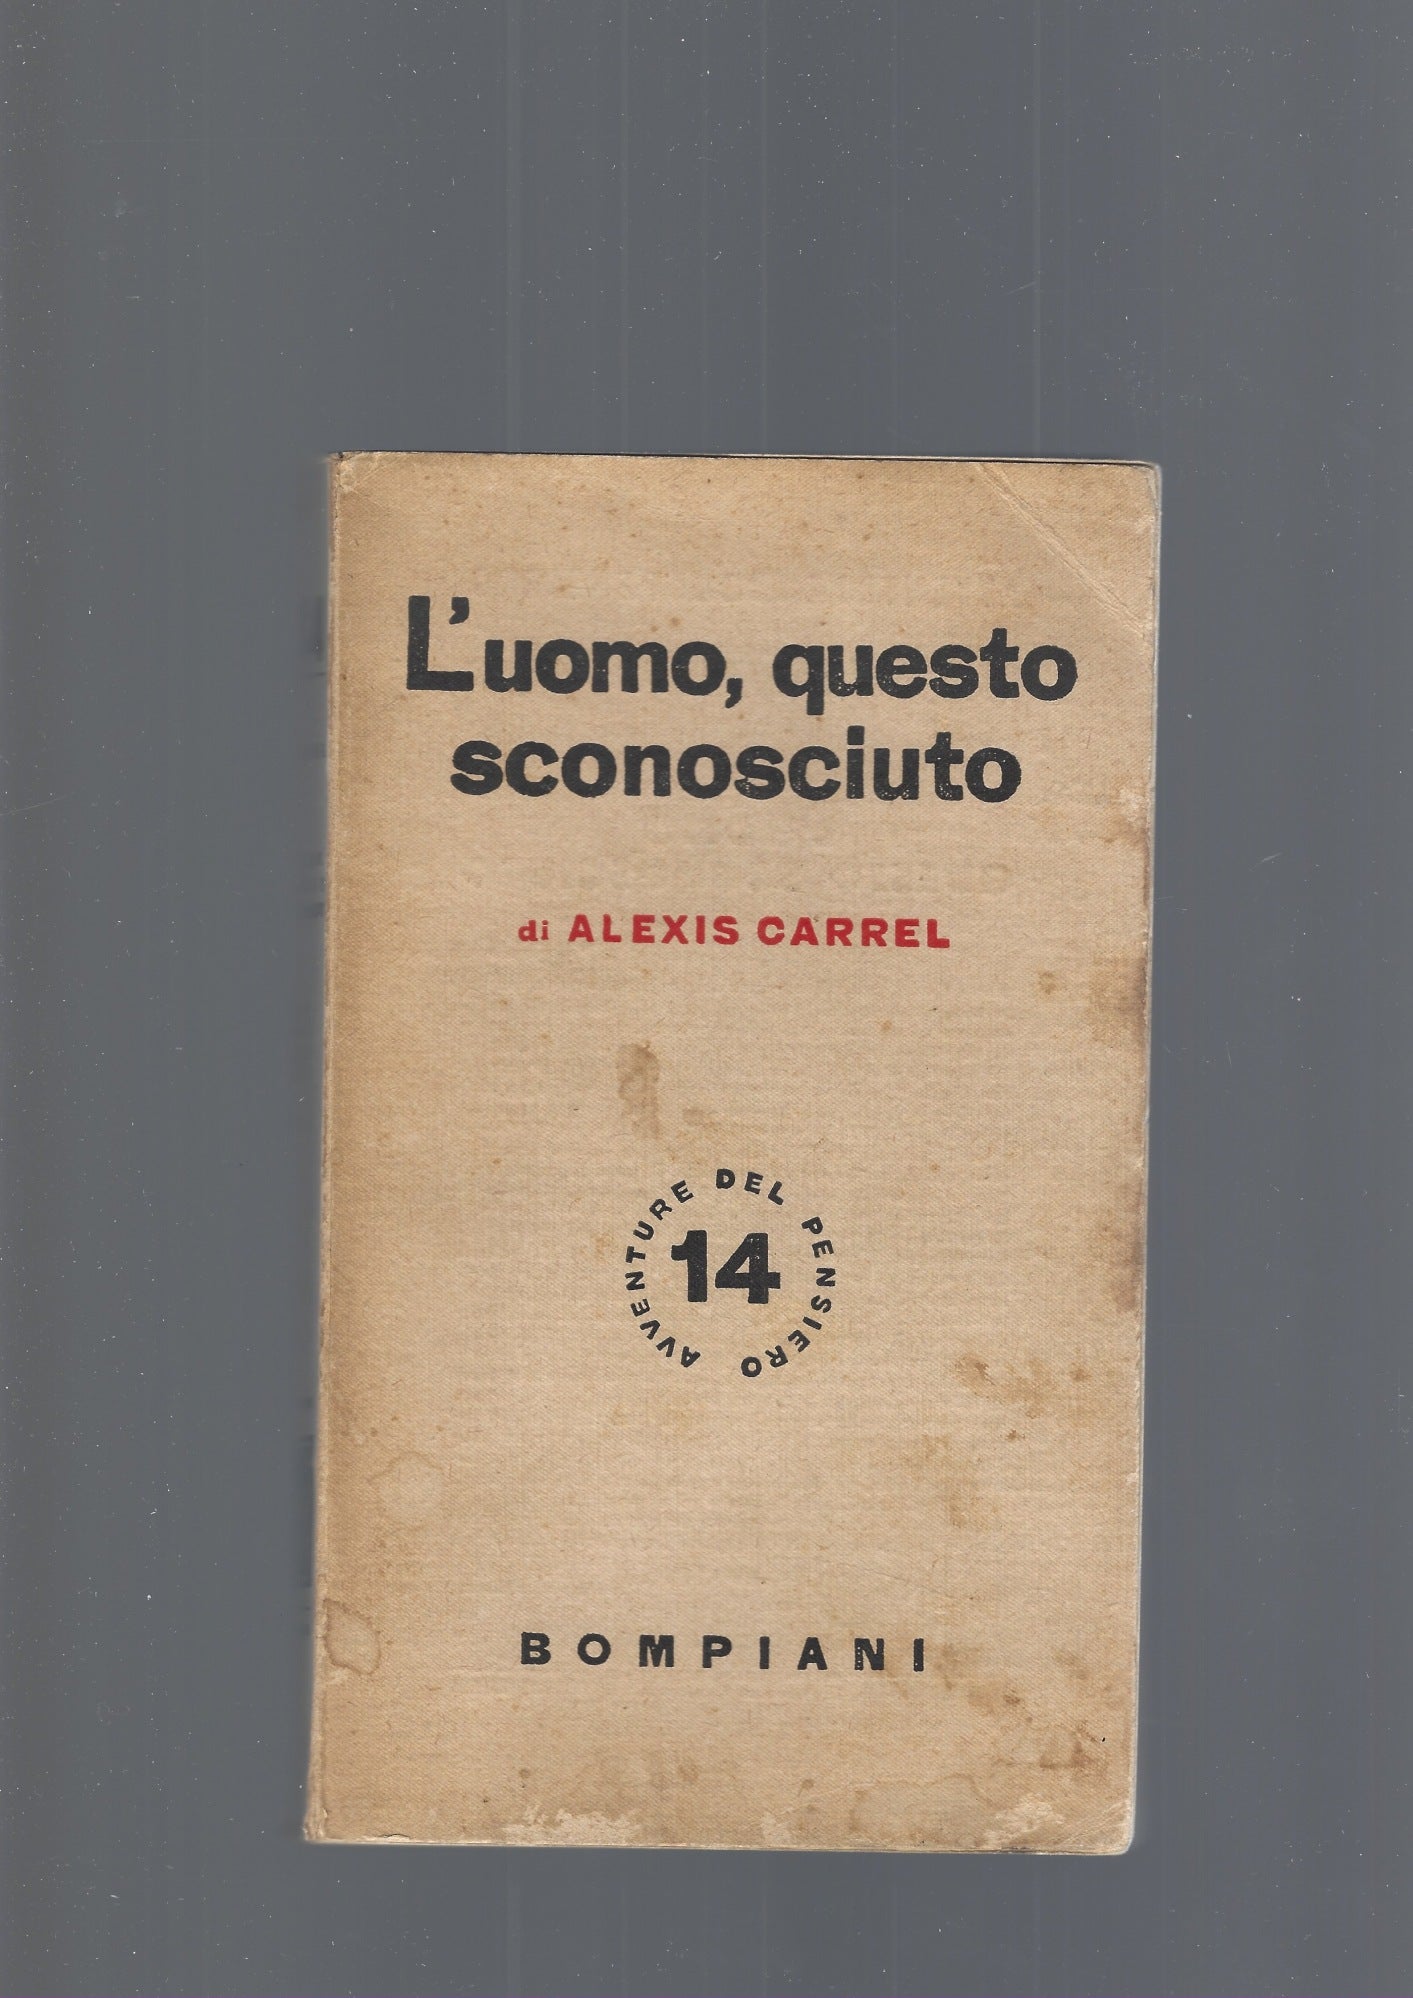 L'uomo, questo
sconosciuto
di ALEXIS CARREL
AVVENTURE DEL PENSIERO
14
BOMPIANI